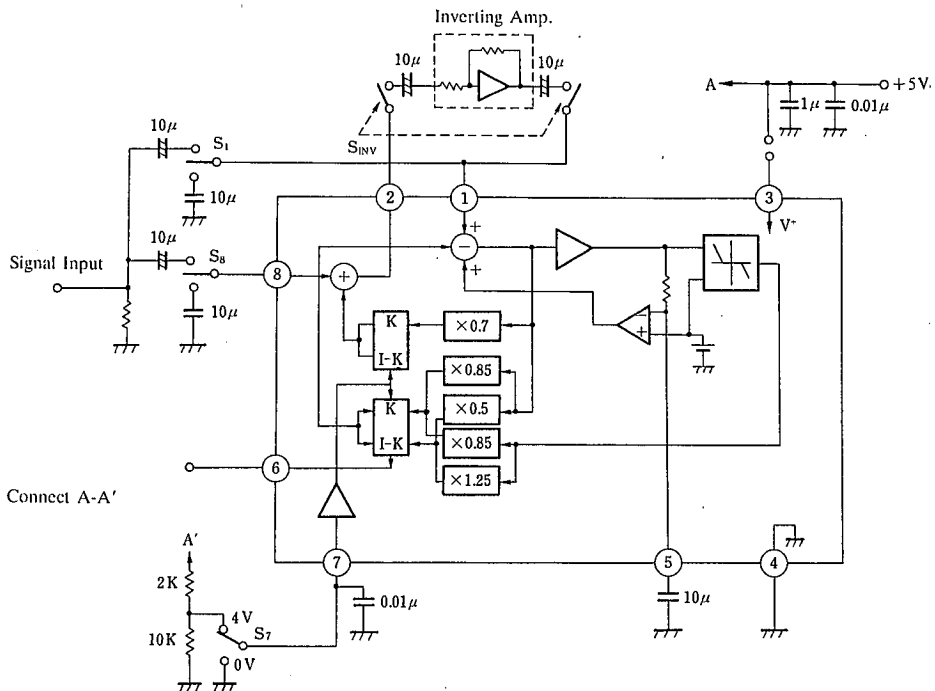 Inverting Amp.
10μ
10μ
A
+5V
1μ
0.01μ
10μ
S1
SINV
10μ
2
1
3
V+
+
−
+
10μ
Signal Input
S8
8
+
10μ
K
I-K
×0.7
−
+
×0.85
K
I-K
×0.5
×0.85
×1.25
6
Connect A-A'
7
5
4
A'
2K
4V
S7
10K
0V
0.01μ
10μ